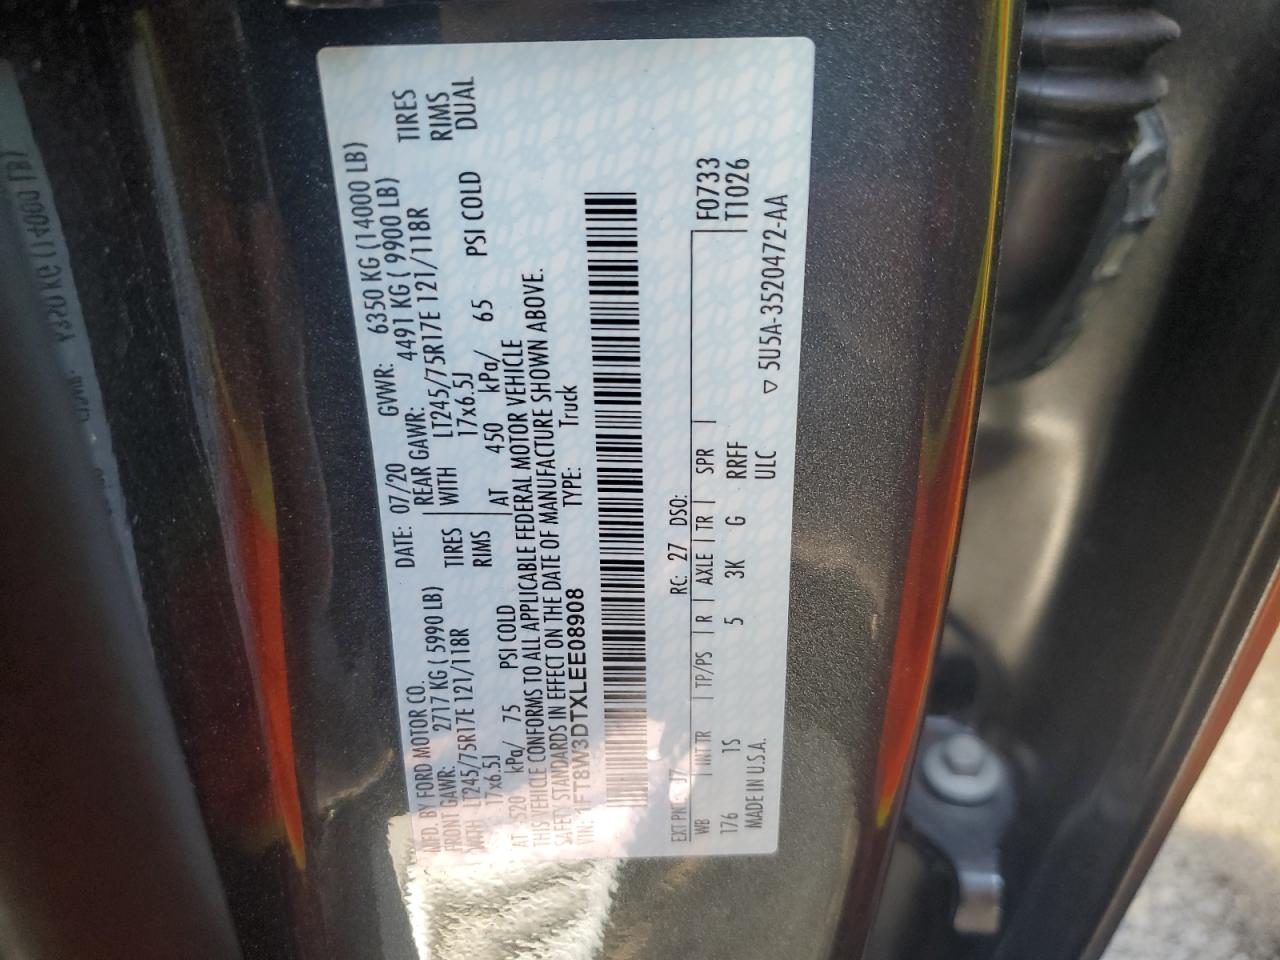 MFD. BY FORD MOTOR CO.
DATE: 07/20 GVWR: 6350 KG (14000 LB)
FRONT GAWR: 2717 KG ( 5990 LB)
REAR GAWR: 4491 KG ( 9900 LB)
WITH LT245/75R17E 121/118R TIRES
WITH LT245/75R17E 121/118R TIRES
17x6.5J RIMS
17x6.5J RIMS
AT 520 kPa/ 75 PSI COLD
AT 450 kPa/ 65 PSI COLD DUAL
THIS VEHICLE CONFORMS TO ALL APPLICABLE FEDERAL MOTOR VEHICLE
SAFETY STANDARDS IN EFFECT ON THE DATE OF MANUFACTURE SHOWN ABOVE.
VIN: 1FT8W3DTXLEE08908 TYPE: Truck
EXT PNT: RC: 27 DSO:
WB INT TR TP/PS R AXLE TR SPR F0733
176 1S 5 3K G RRFF T1026
MADE IN U.S.A. ULC
▽ 5U5A-3520472-AA